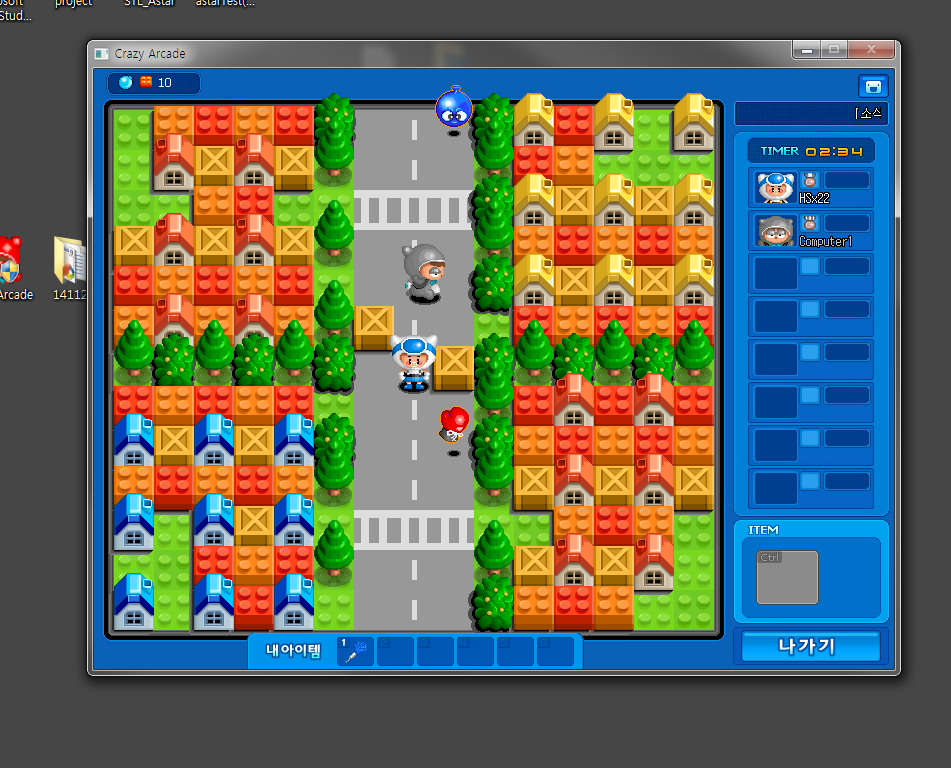 project
STL_Astar
astarTest(...
Stud...
Crazy Arcade
10
[소스
TIMER 02:34
HSx22
Computer1
Arcade
14112
ITEM
Ctrl
내아이템
1
나가기